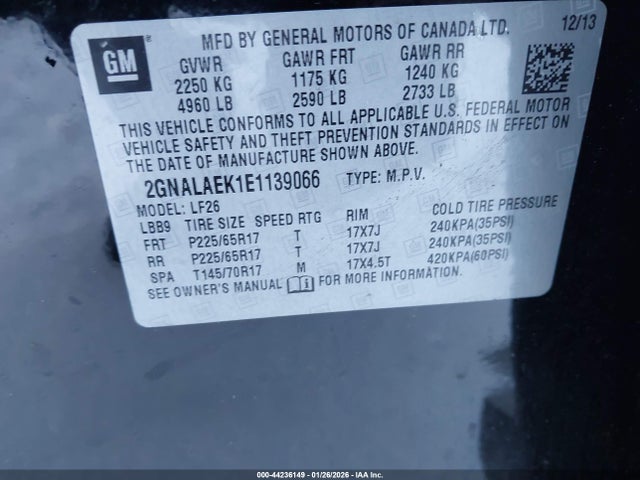 GM ®
MFD BY GENERAL MOTORS OF CANADA LTD. 12/13
GVWR GAWR FRT GAWR RR
2250 KG 1175 KG 1240 KG
4960 LB 2590 LB 2733 LB
THIS VEHICLE CONFORMS TO ALL APPLICABLE U.S. FEDERAL MOTOR
VEHICLE SAFETY AND THEFT PREVENTION STANDARDS IN EFFECT ON
THE DATE OF MANUFACTURE SHOWN ABOVE.
2GNALAEK1E1139066 TYPE: M.P.V.
MODEL: LF26
LBB9 TIRE SIZE SPEED RTG RIM COLD TIRE PRESSURE
FRT P225/65R17 T 17X7J 240KPA(35PSI)
RR P225/65R17 T 17X7J 240KPA(35PSI)
SPA T145/70R17 M 17X4.5T 420KPA(60PSI)
SEE OWNER'S MANUAL FOR MORE INFORMATION.
000-44236149 - 01/26/2026 - IAA Inc.